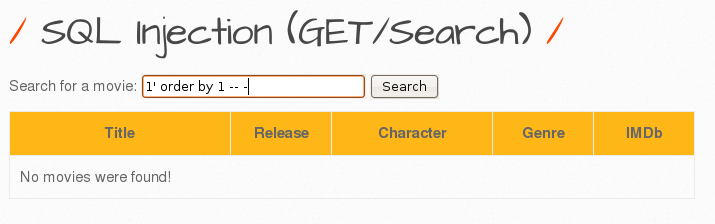 / SQL Injection (GET/Search) /
Search for a movie: 1' order by 1 -- - Search
Title Release Character Genre IMDb
No movies were found!